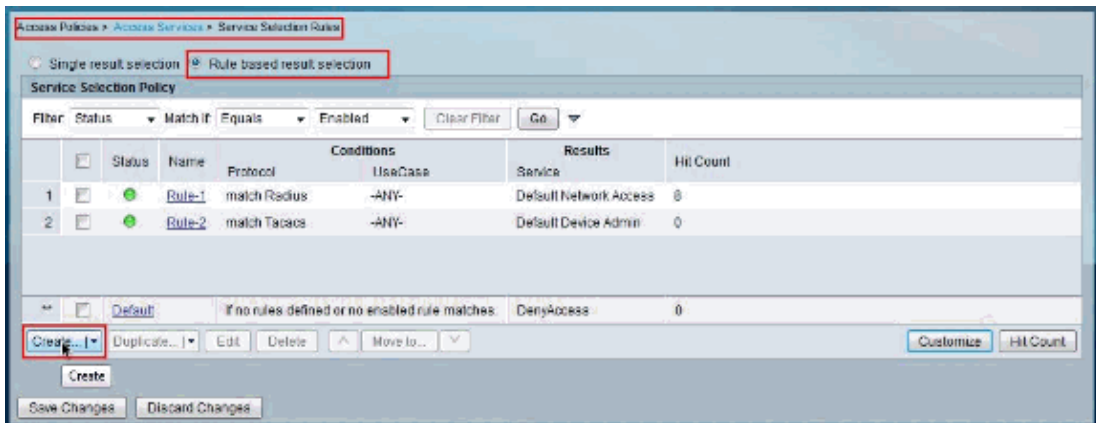 Access Policies > Access Services > Service Selection Rules
Single result selection Rule based result selection
Service Selection Policy
Filter: Status Match if: Equals Enabled Clear Filter Go
Conditions Results
Status Name Protocol UseCase Service Hit Count
1 Rule-1 match Radius -ANY- Default Network Access 6
2 Rule-2 match Tacacs -ANY- Default Device Admin 0
** Default If no rules defined or no enabled rule matches. DenyAccess 0
Create... Duplicate... Edit Delete Move to... Customize Hit Count
Create
Save Changes Discard Changes